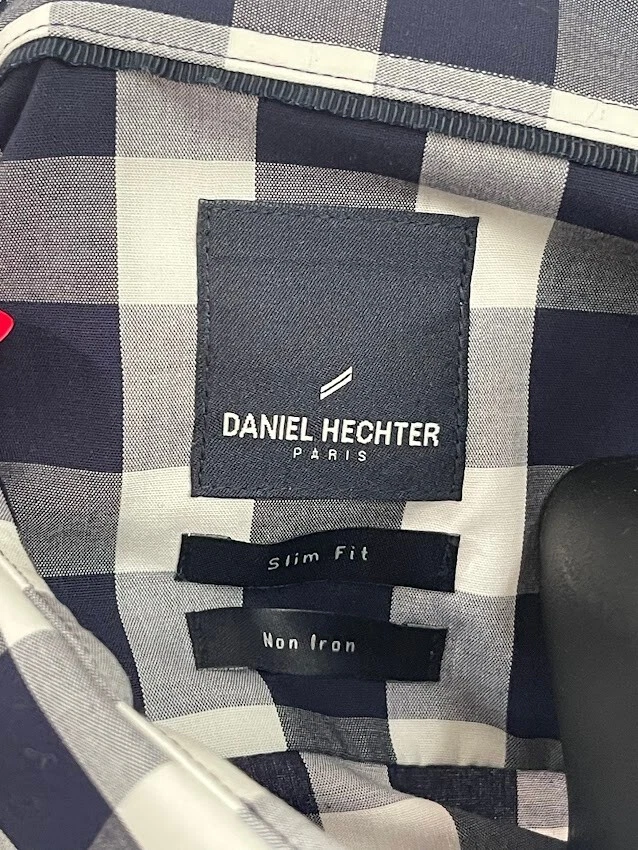 DANIEL HECHTER
PARIS
Slim Fit
Non Iron